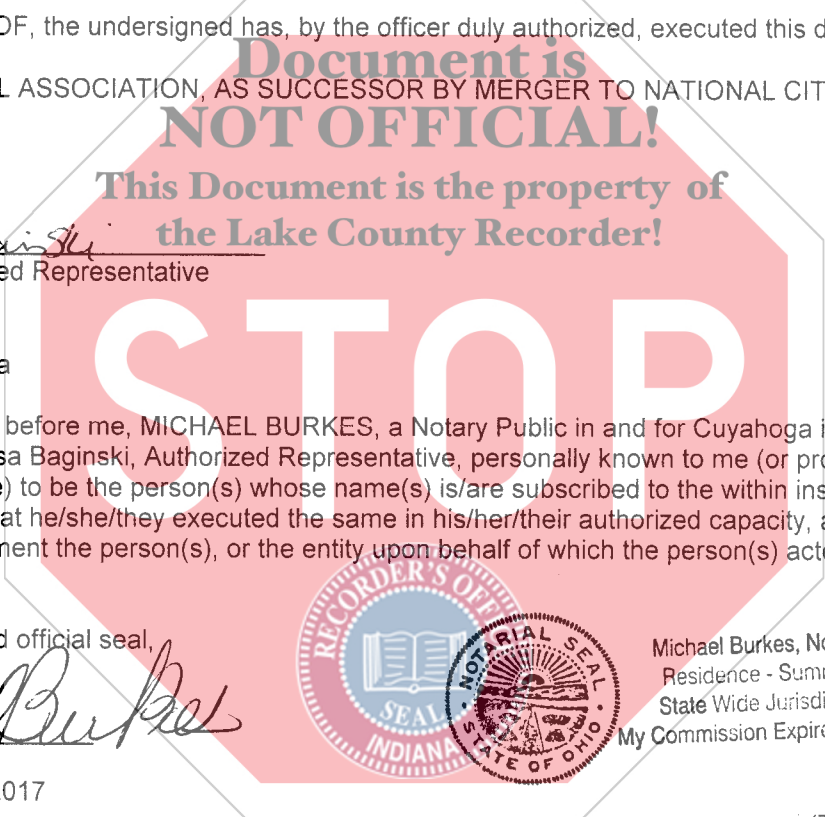 OF, the undersigned has, by the officer duly authorized, executed this d
Document is
L ASSOCIATION, AS SUCCESSOR BY MERGER TO NATIONAL CIT
NOT OFFICIAL!
This Document is the property of
the Lake County Recorder!
ed Representative
STOP
a
before me, MICHAEL BURKES, a Notary Public in and for Cuyahoga i
sa Baginski, Authorized Representative, personally known to me (or pro
e) to be the person(s) whose name(s) is/are subscribed to the within ins
at he/she/they executed the same in his/her/their authorized capacity, a
ment the person(s), or the entity upon behalf of which the person(s) acte
RECORDER'S OFFI
SEAL
INDIANA
d official seal,
Burkes
NOTARIAL SEAL
STATE OF OHIO
Michael Burkes, No
Residence - Summ
State Wide Jurisdi
My Commission Expire
2017